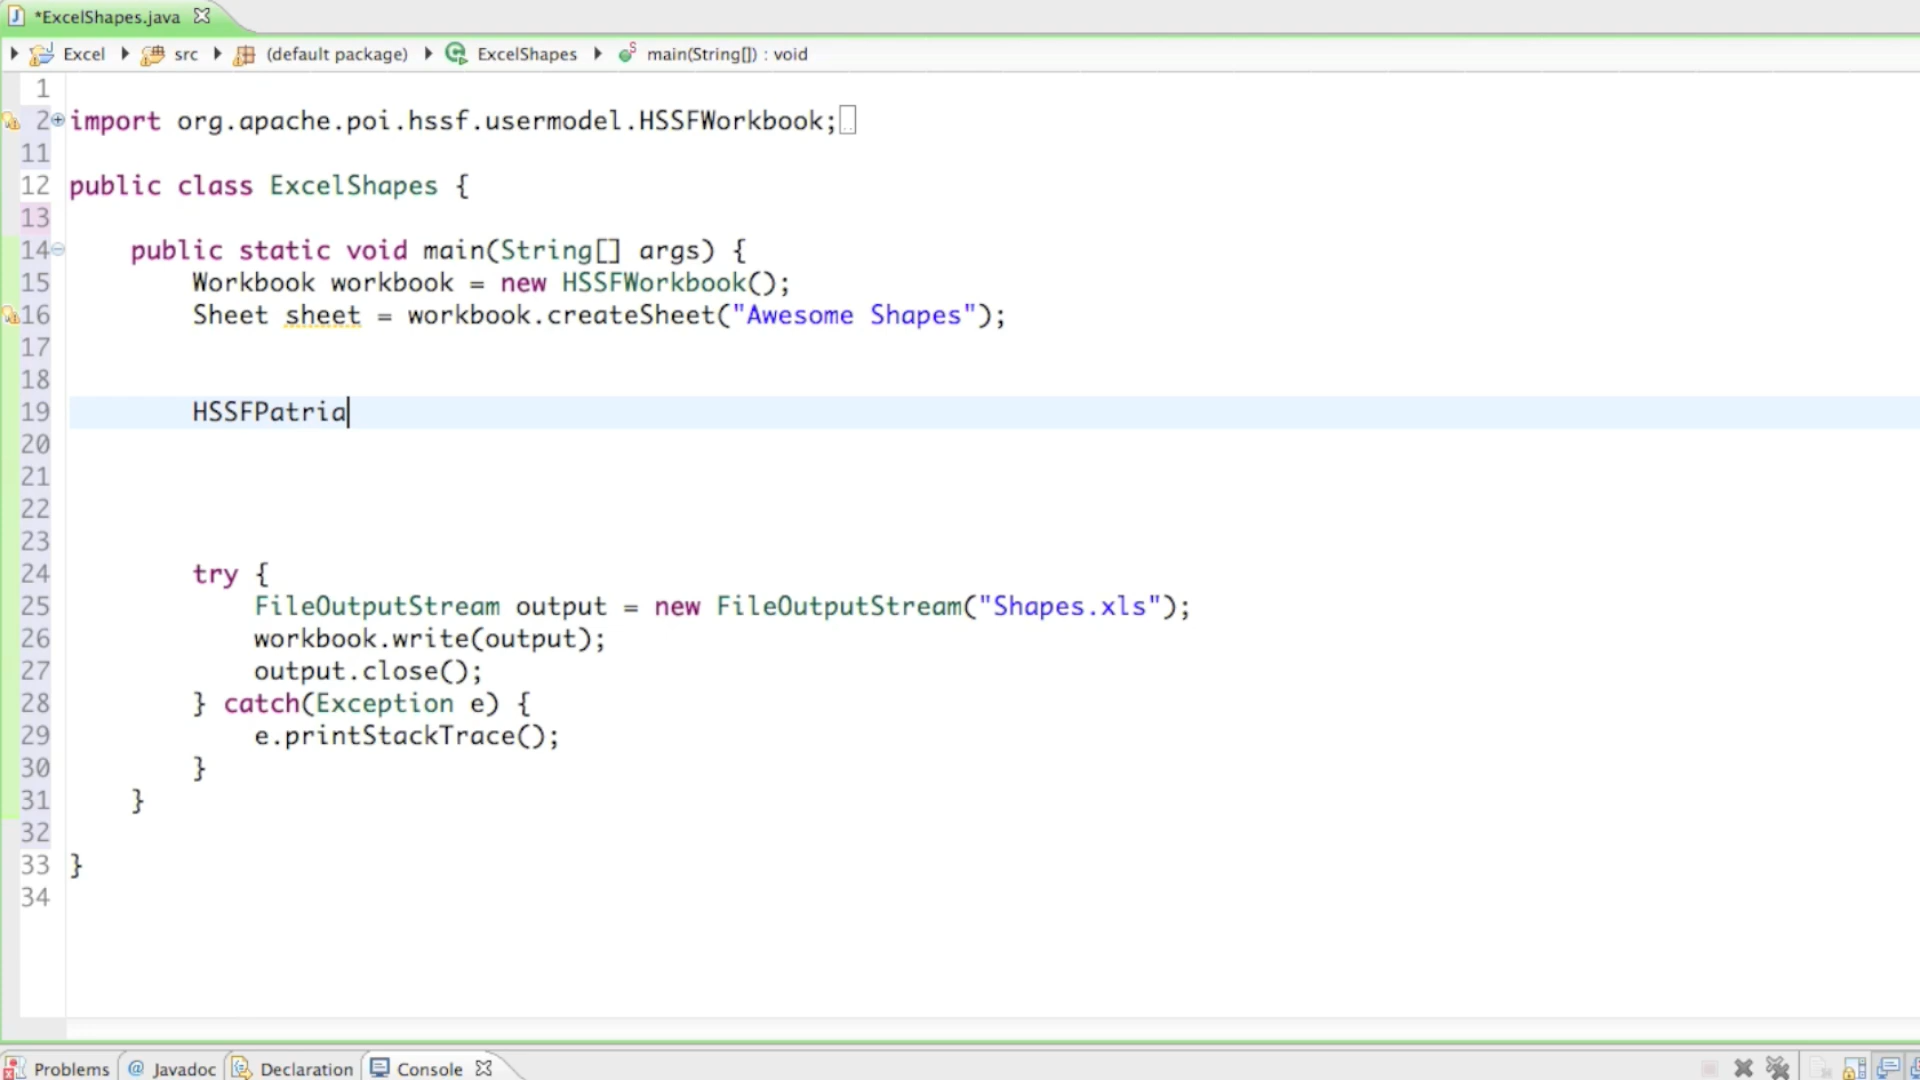 *ExcelShapes.java
Excel src (default package) ExcelShapes main(String[]) : void
1
2 import org.apache.poi.hssf.usermodel.HSSFWorkbook;
11
12 public class ExcelShapes {
13
14 public static void main(String[] args) {
15 Workbook workbook = new HSSFWorkbook();
16 Sheet sheet = workbook.createSheet("Awesome Shapes");
17
18
19 HSSFPatria
20
21
22
23
24 try {
25 FileOutputStream output = new FileOutputStream("Shapes.xls");
26 workbook.write(output);
27 output.close();
28 } catch(Exception e) {
29 e.printStackTrace();
30 }
31 }
32
33 }
34
Problems @ Javadoc Declaration Console